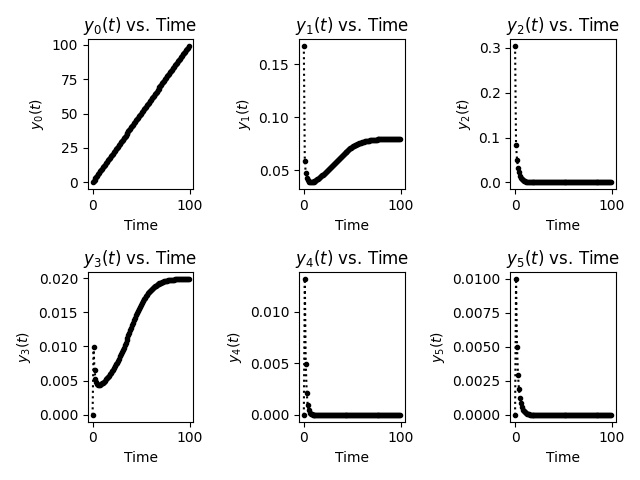 y₀(t) vs. Time
y₁(t) vs. Time
y₂(t) vs. Time
100
75
50
25
0
y₀(t)
0
100
Time
0.15
0.10
0.05
y₁(t)
0
100
Time
0.3
0.2
0.1
0.0
y₂(t)
0
100
Time
y₃(t) vs. Time
y₄(t) vs. Time
y₅(t) vs. Time
0.020
0.015
0.010
0.005
0.000
y₃(t)
0
100
Time
0.010
0.005
0.000
y₄(t)
0
100
Time
0.0100
0.0075
0.0050
0.0025
0.0000
y₅(t)
0
100
Time